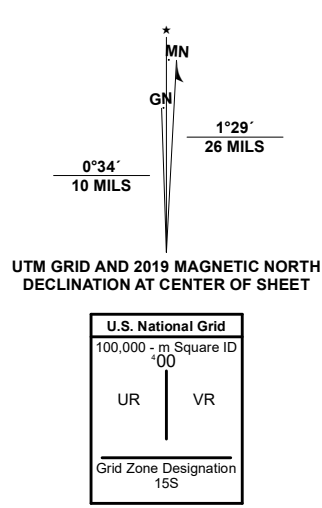 ★
MN
GN
1°29´
26 MILS
0°34´
10 MILS
UTM GRID AND 2019 MAGNETIC NORTH
DECLINATION AT CENTER OF SHEET
U.S. National Grid
100,000 - m Square ID
⁴00
UR VR
Grid Zone Designation
15S